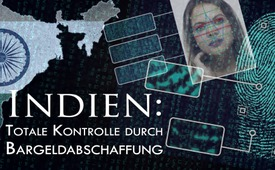 INDIEN:
TOTALE KONTROLLE DURCH
BARGELDABSCHAFFUNG